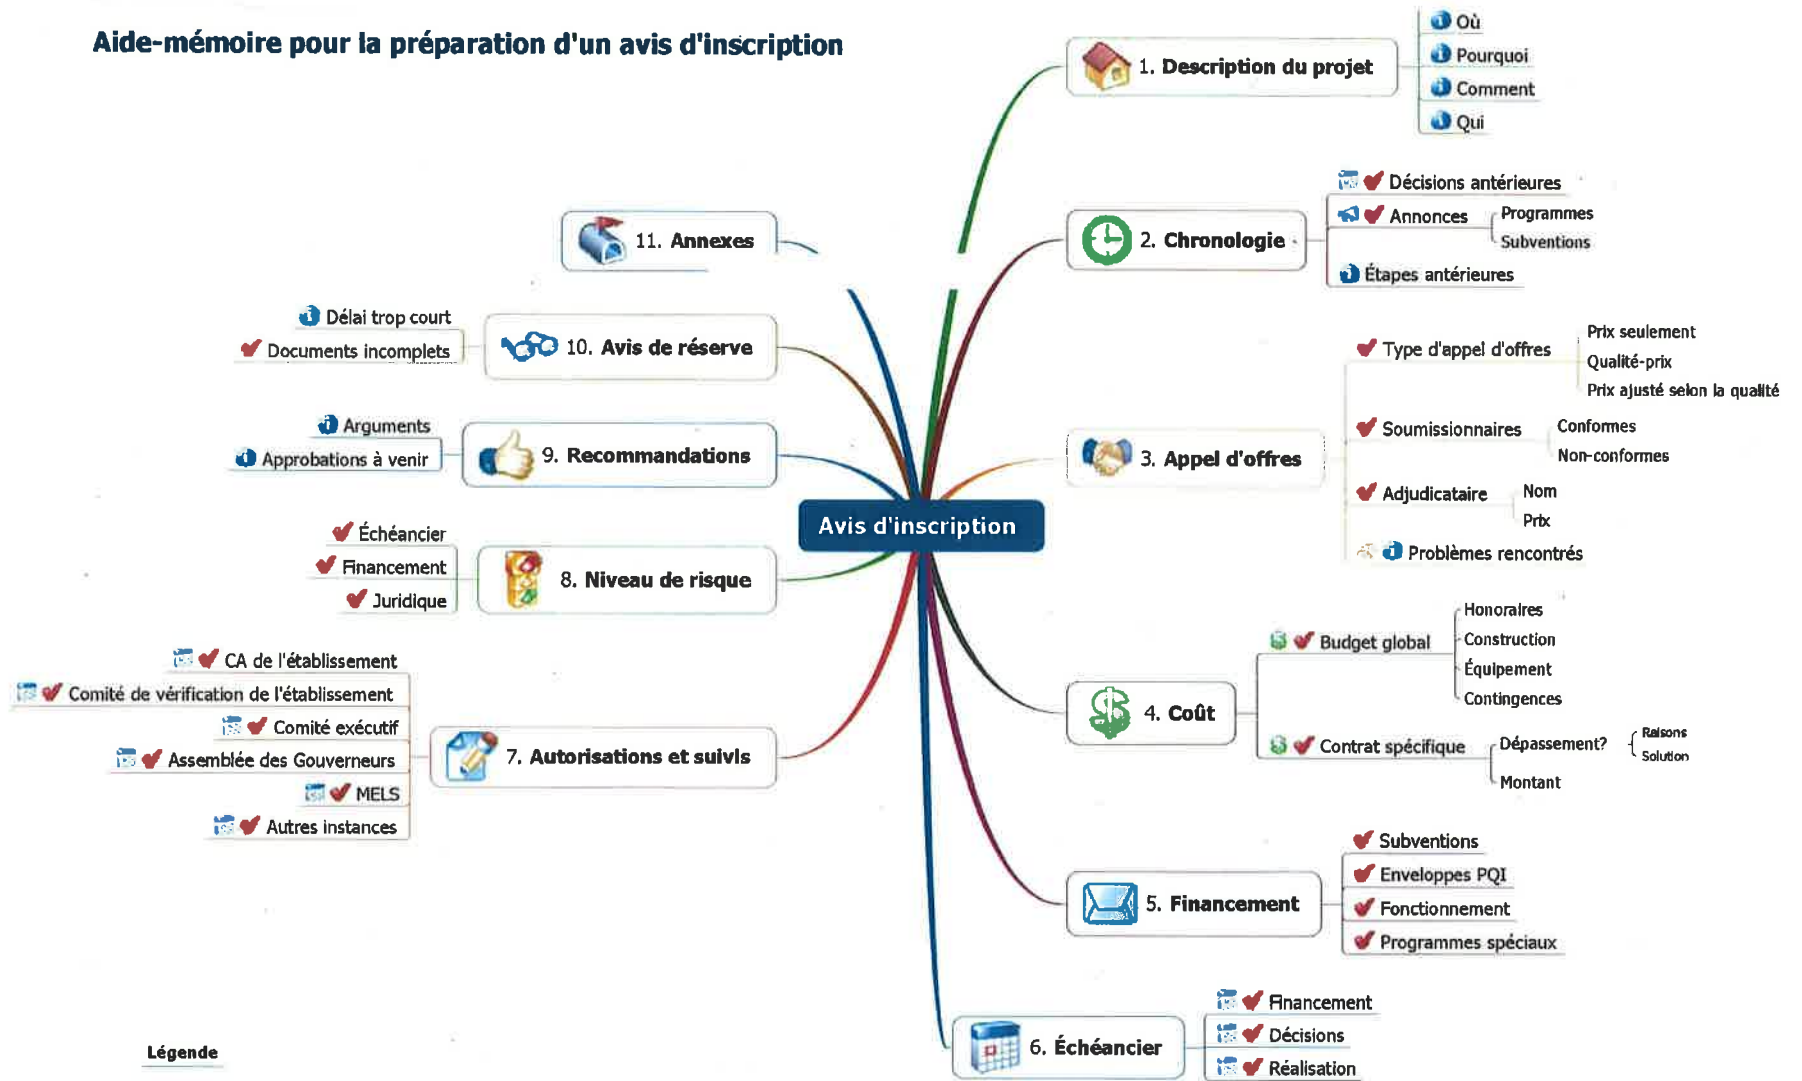 Aide-mémoire pour la préparation d'un avis d'inscription
Avis d'inscription
1. Description du projet
Où
Pourquoi
Comment
Qui
2. Chronologie
Décisions antérieures
Annonces
Programmes
Subventions
Étapes antérieures
3. Appel d'offres
Type d'appel d'offres
Prix seulement
Qualité-prix
Prix ajusté selon la qualité
Soumissionnaires
Conformes
Non-conformes
Adjudicataire
Nom
Prix
Problèmes rencontrés
4. Coût
Budget global
Honoraires
Construction
Équipement
Contingences
Contrat spécifique
Dépassement?
Raisons
Solution
Montant
5. Financement
Subventions
Enveloppes PQI
Fonctionnement
Programmes spéciaux
6. Échéancier
Financement
Décisions
Réalisation
7. Autorisations et suivis
CA de l'établissement
Comité de vérification de l'établissement
Comité exécutif
Assemblée des Gouverneurs
MELS
Autres instances
8. Niveau de risque
Échéancier
Financement
Juridique
9. Recommandations
Arguments
Approbations à venir
10. Avis de réserve
Délai trop court
Documents incomplets
11. Annexes
Légende